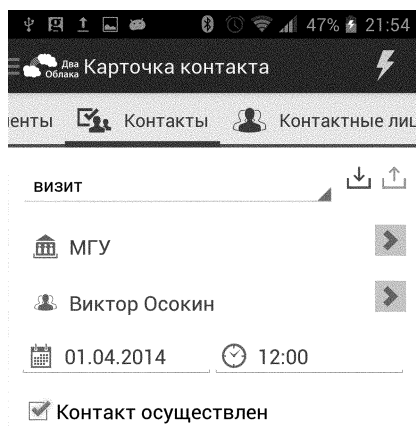 47% 21:54
Два Облака Карточка контакта
енты Контакты Контактные лиц
визит
МГУ
Виктор Осокин
01.04.2014 12:00
Контакт осуществлен